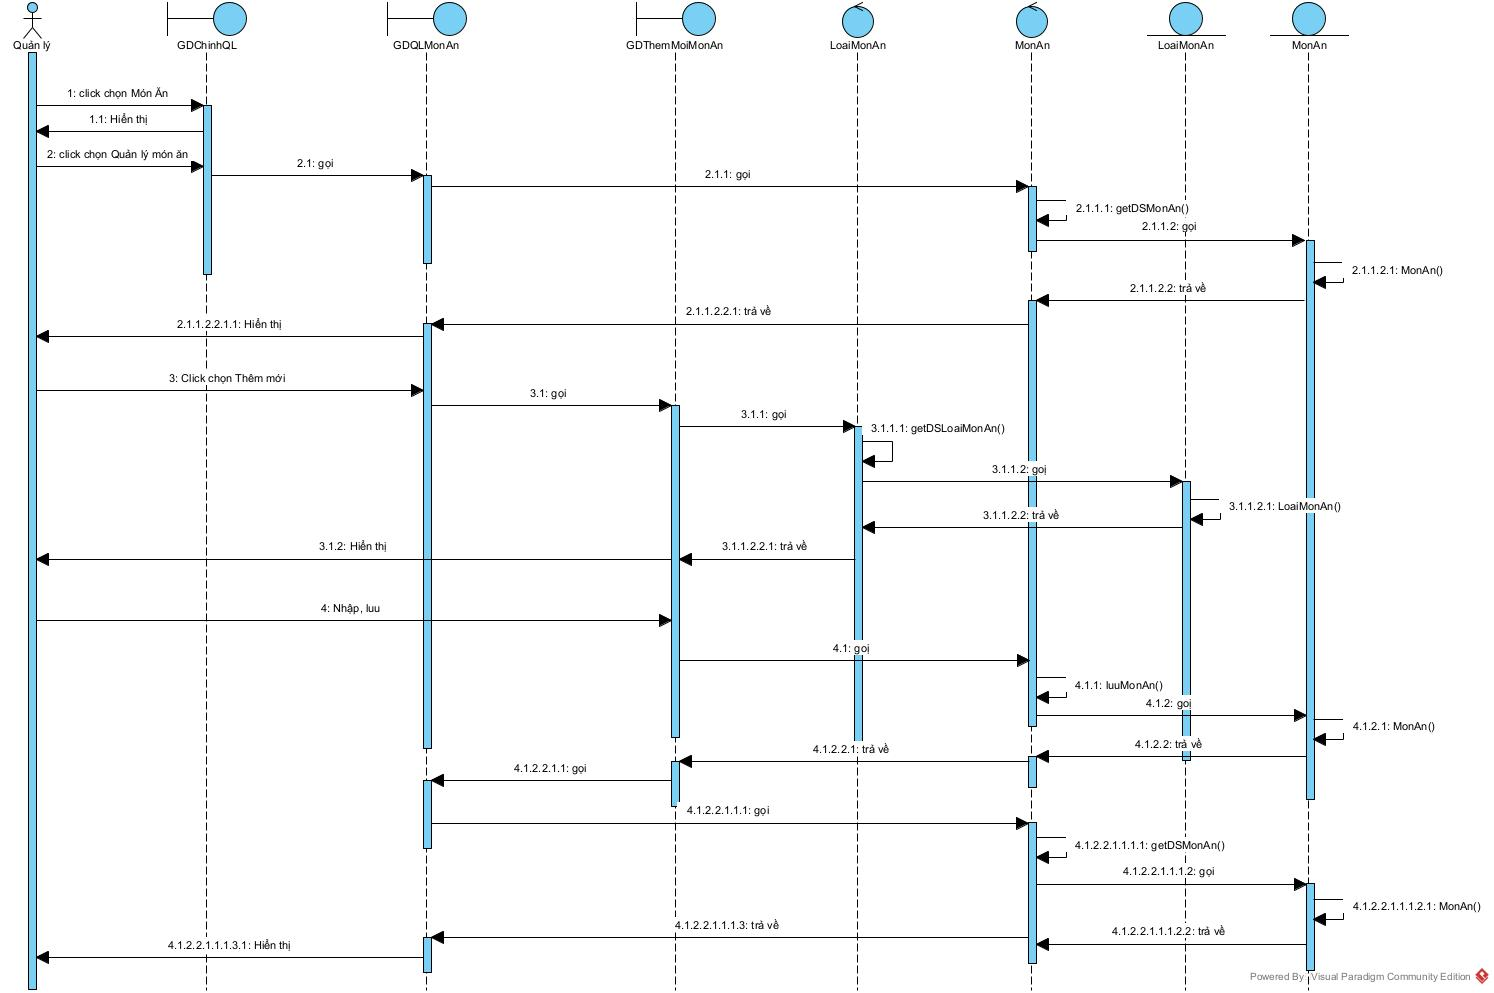 Quản lý
GDChinhQL
GDQLMonAn
GDThemMoiMonAn
LoaiMonAn
MonAn
LoaiMonAn
MonAn
1: click chọn Món Ăn
1.1: Hiển thị
2: click chọn Quản lý món ăn
2.1: gọi
2.1.1: gọi
2.1.1.1: getDSMonAn()
2.1.1.2: gọi
2.1.1.2.1: MonAn()
2.1.1.2.2: trả về
2.1.1.2.2.1: trả về
2.1.1.2.2.1.1: Hiển thị
3: Click chọn Thêm mới
3.1: gọi
3.1.1: gọi
3.1.1.1: getDSLoaiMonAn()
3.1.1.2: gọị
3.1.1.2.1: LoaiMonAn()
3.1.1.2.2: trả về
3.1.2: Hiển thị
3.1.1.2.2.1: trả về
4: Nhập, luu
4.1: gọị
4.1.1: luuMonAn()
4.1.2: goi
4.1.2.1: MonAn()
4.1.2.2: trả về
4.1.2.2.1: trả về
4.1.2.2.1.1: gọi
4.1.2.2.1.1.1: gọi
4.1.2.2.1.1.1.1: getDSMonAn()
4.1.2.2.1.1.1.2: gọi
4.1.2.2.1.1.1.2.1: MonAn()
4.1.2.2.1.1.1.2.2: trả về
4.1.2.2.1.1.1.3: trả về
4.1.2.2.1.1.1.3.1: Hiển thị
Powered By: Visual Paradigm Community Edition